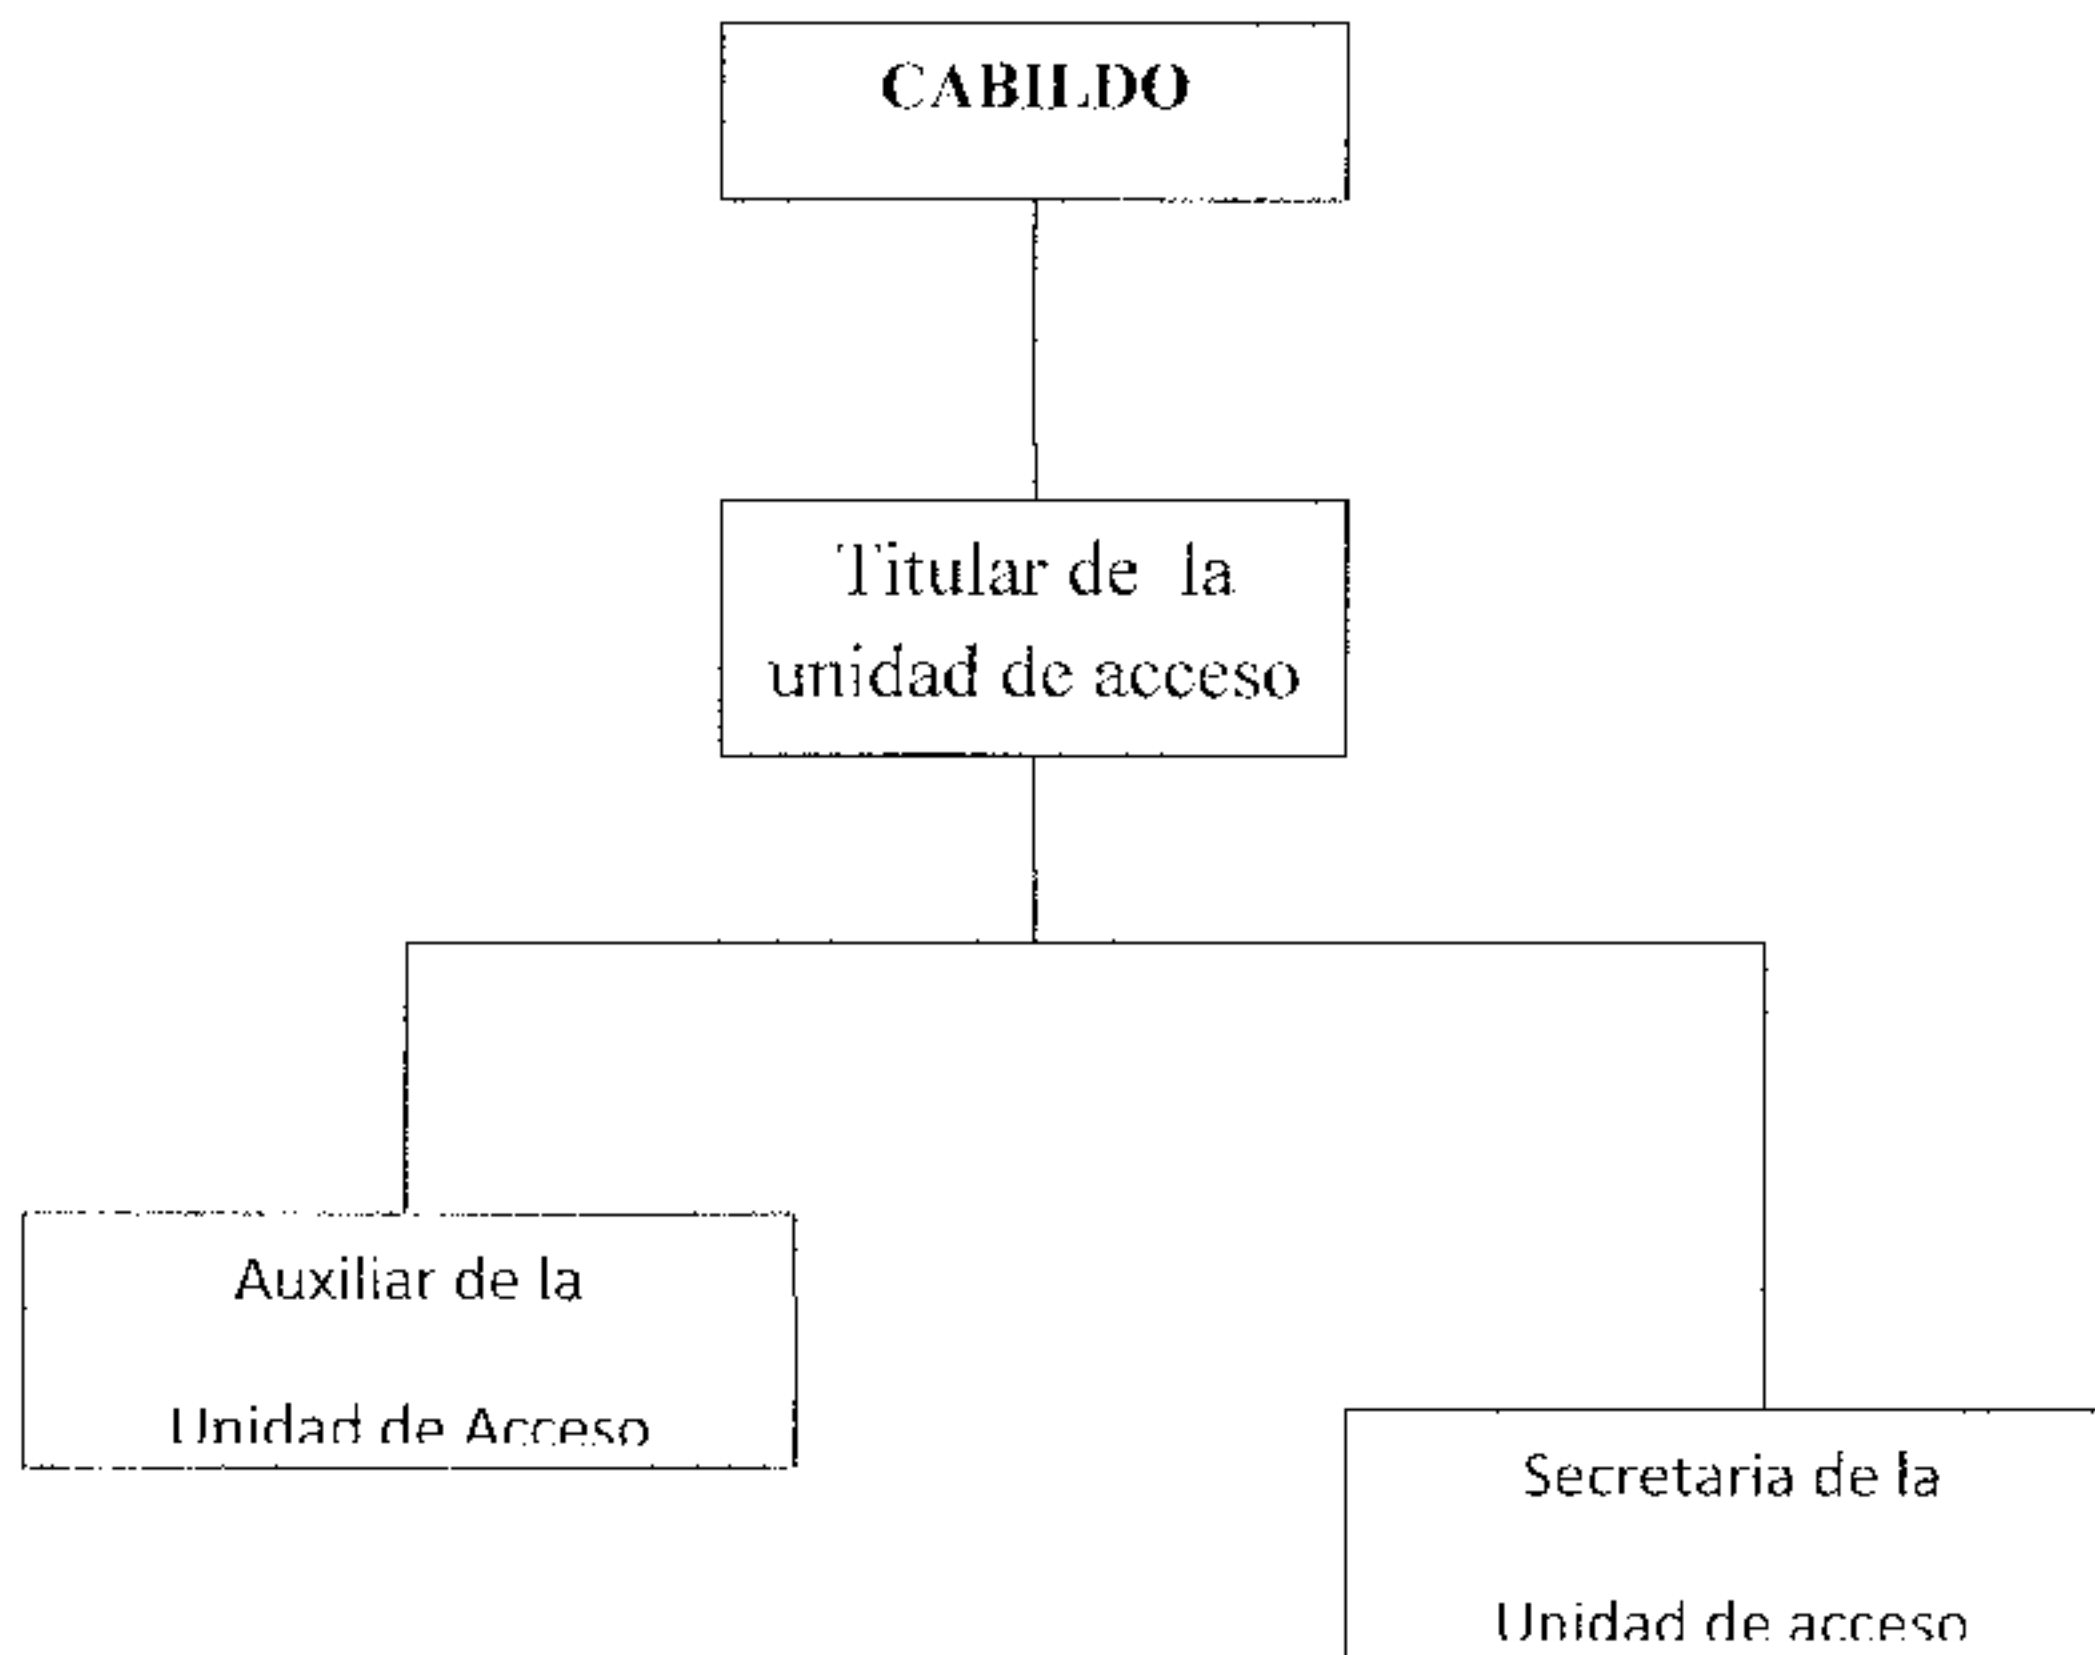 CABILDO
Titular de la
unidad de acceso
Auxiliar de la
Unidad de Acceso
Secretaria de la
Unidad de acceso